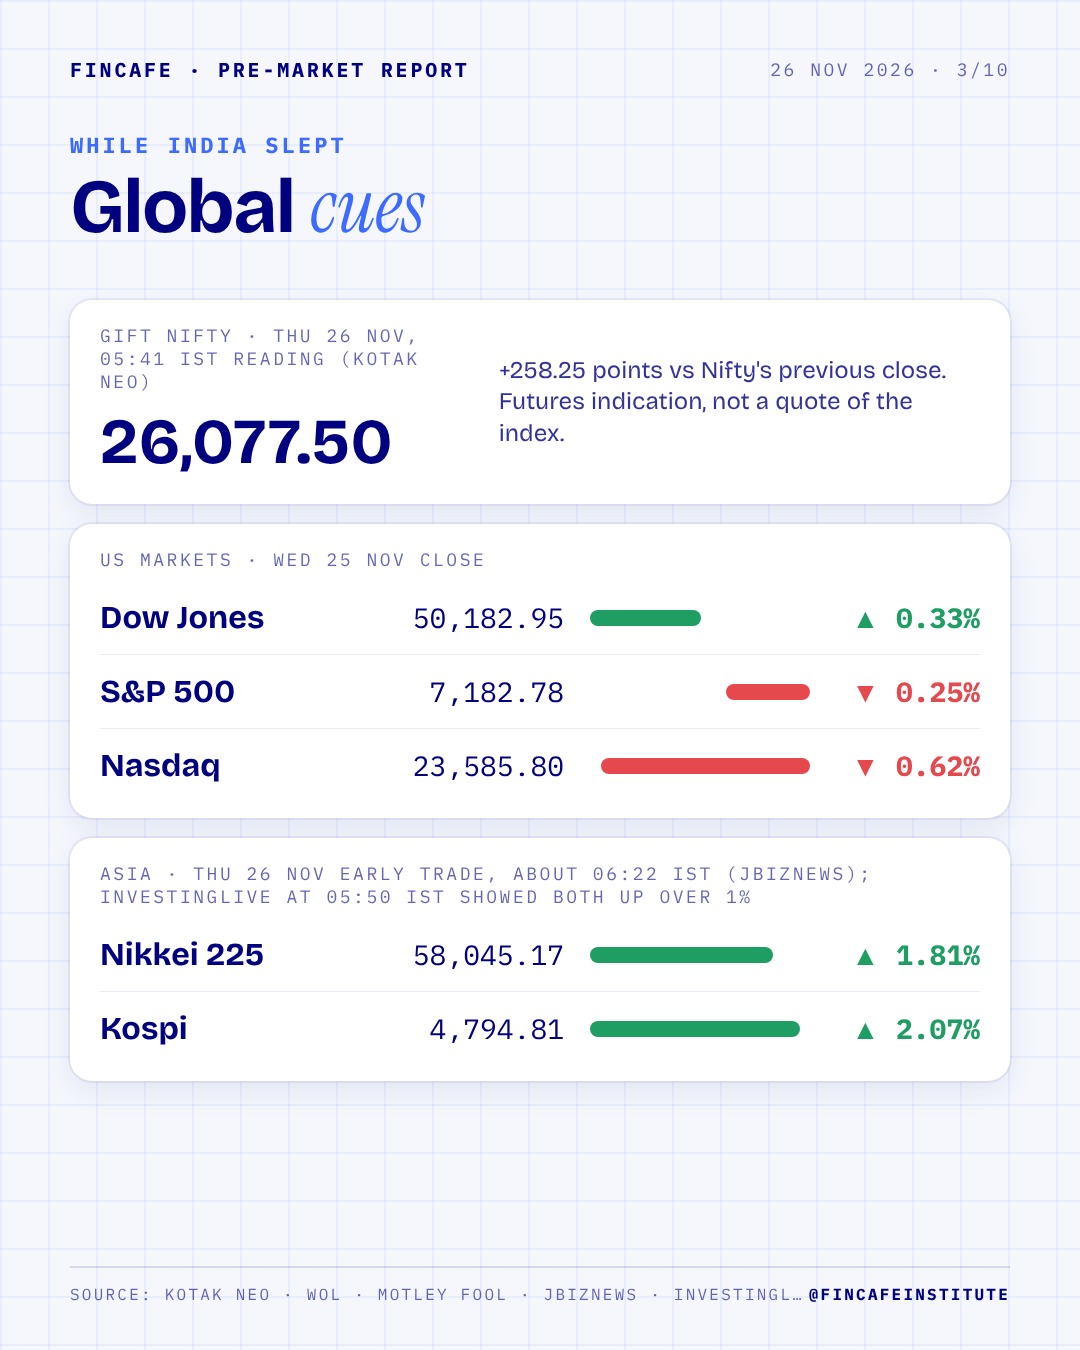 FINCAFE · PRE-MARKET REPORT
26 NOV 2026 · 3/10
WHILE INDIA SLEPT
Global cues
GIFT NIFTY · THU 26 NOV,
05:41 IST READING (KOTAK
NEO)
26,077.50
+258.25 points vs Nifty's previous close.
Futures indication, not a quote of the
index.
US MARKETS · WED 25 NOV CLOSE
Dow Jones 50,182.95 ▲ 0.33%
S&P 500 7,182.78 ▼ 0.25%
Nasdaq 23,585.80 ▼ 0.62%
ASIA · THU 26 NOV EARLY TRADE, ABOUT 06:22 IST (JBIZNEWS);
INVESTINGLIVE AT 05:50 IST SHOWED BOTH UP OVER 1%
Nikkei 225 58,045.17 ▲ 1.81%
Kospi 4,794.81 ▲ 2.07%
SOURCE: KOTAK NEO · WOL · MOTLEY FOOL · JBIZNEWS · INVESTINGL… @FINCAFEINSTITUTE